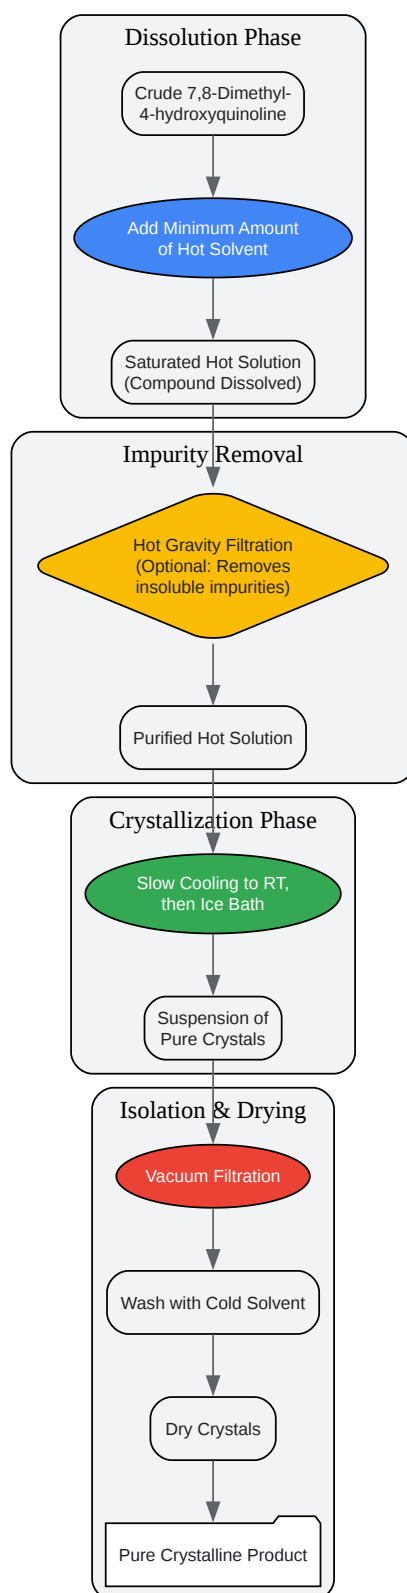 Dissolution Phase
Crude 7,8-Dimethyl-
4-hydroxyquinoline
Add Minimum Amount
of Hot Solvent
Saturated Hot Solution
(Compound Dissolved)
Impurity Removal
Hot Gravity Filtration
(Optional: Removes
insoluble impurities)
Purified Hot Solution
Crystallization Phase
Slow Cooling to RT,
then Ice Bath
Suspension of
Pure Crystals
Isolation & Drying
Vacuum Filtration
Wash with Cold Solvent
Dry Crystals
Pure Crystalline Product